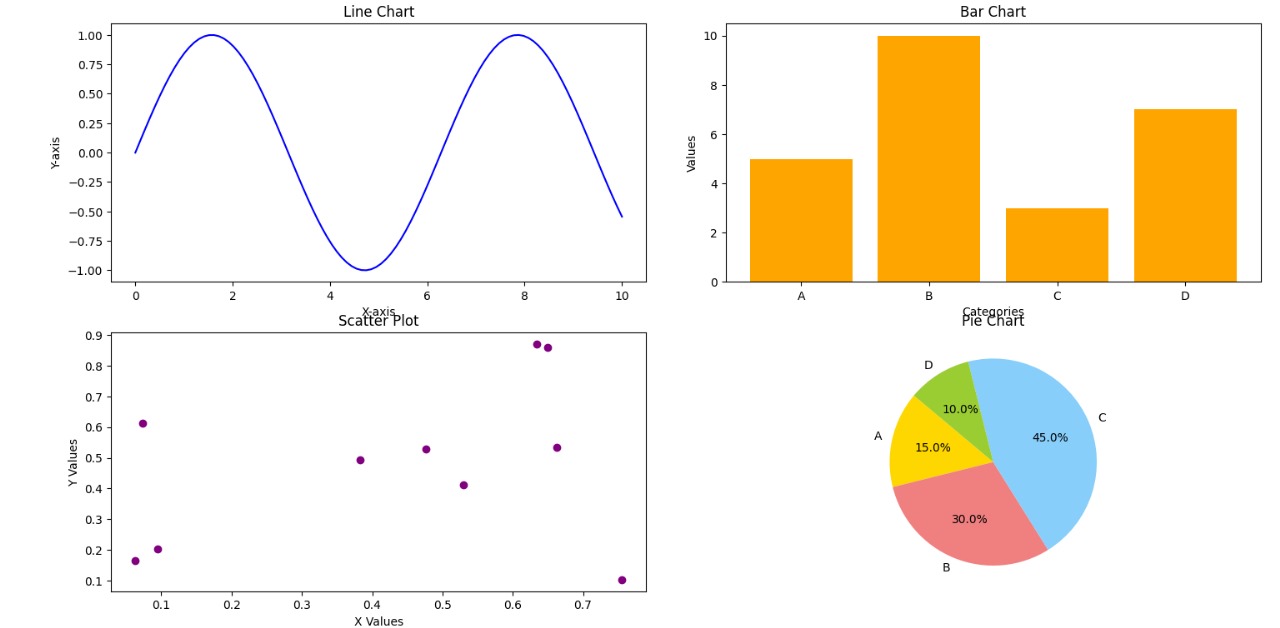 Line Chart
1.00
0.75
0.50
0.25
0.00
−0.25
−0.50
−0.75
−1.00
Y-axis
0 2 4 6 8 10
X-axis
Bar Chart
10
8
6
4
2
0
Values
A B C D
Categories
Scatter Plot
0.9
0.8
0.7
0.6
0.5
0.4
0.3
0.2
0.1
Y Values
0.1 0.2 0.3 0.4 0.5 0.6 0.7
X Values
Pie Chart
D
10.0%
C
45.0%
A
15.0%
30.0%
B